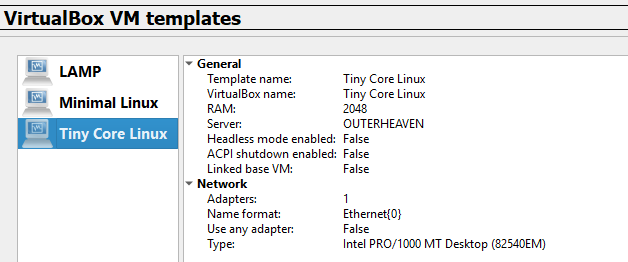 VirtualBox VM templates
LAMP
Minimal Linux
Tiny Core Linux
General
Template name: Tiny Core Linux
VirtualBox name: Tiny Core Linux
RAM: 2048
Server: OUTERHEAVEN
Headless mode enabled: False
ACPI shutdown enabled: False
Linked base VM: False
Network
Adapters: 1
Name format: Ethernet{0}
Use any adapter: False
Type: Intel PRO/1000 MT Desktop (82540EM)